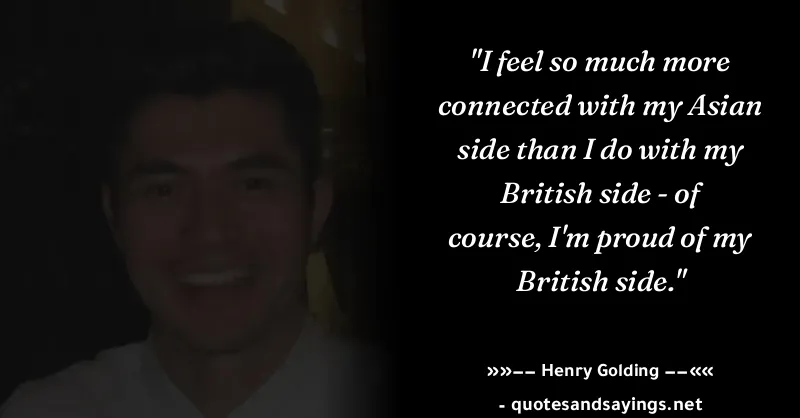 "I feel so much more
connected with my Asian
side than I do with my
British side - of
course, I'm proud of my
British side."
»»−− Henry Golding −−««
- quotesandsayings.net